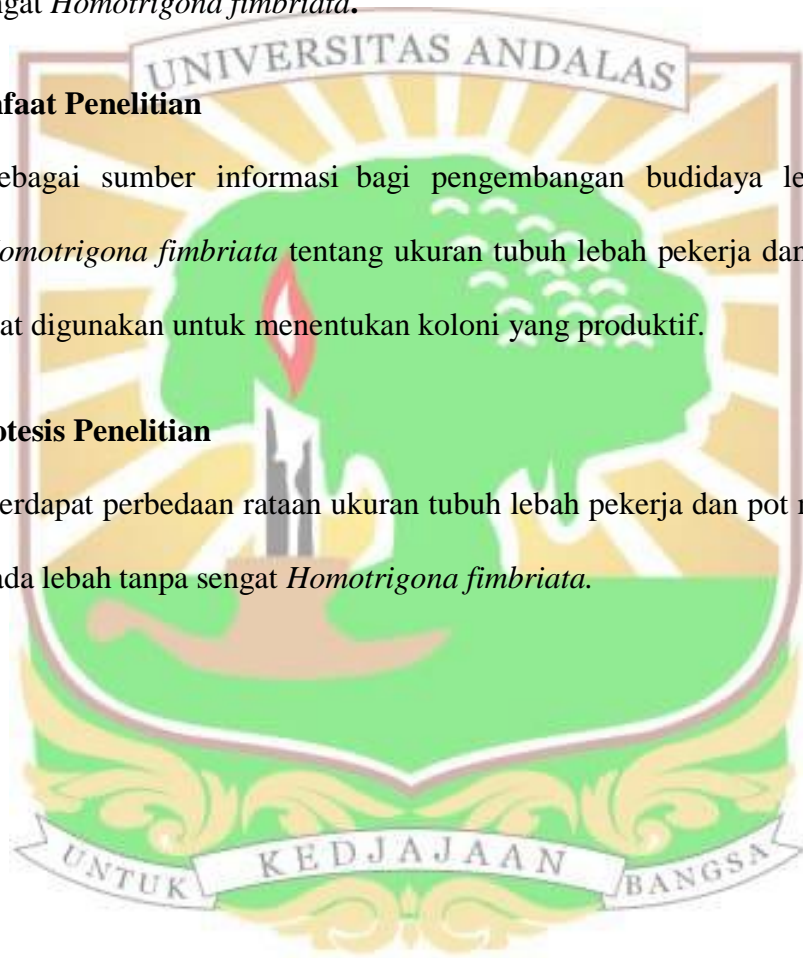 ngat Homotrigona fimbriata.
UNIVERSITAS ANDALAS
nfaat Penelitian
ebagai sumber informasi bagi pengembangan budidaya le
omotrigona fimbriata tentang ukuran tubuh lebah pekerja dan
at digunakan untuk menentukan koloni yang produktif.
otesis Penelitian
erdapat perbedaan rataan ukuran tubuh lebah pekerja dan pot
ada lebah tanpa sengat Homotrigona fimbriata.
UNTUK KEDJAJAAN BANGSA